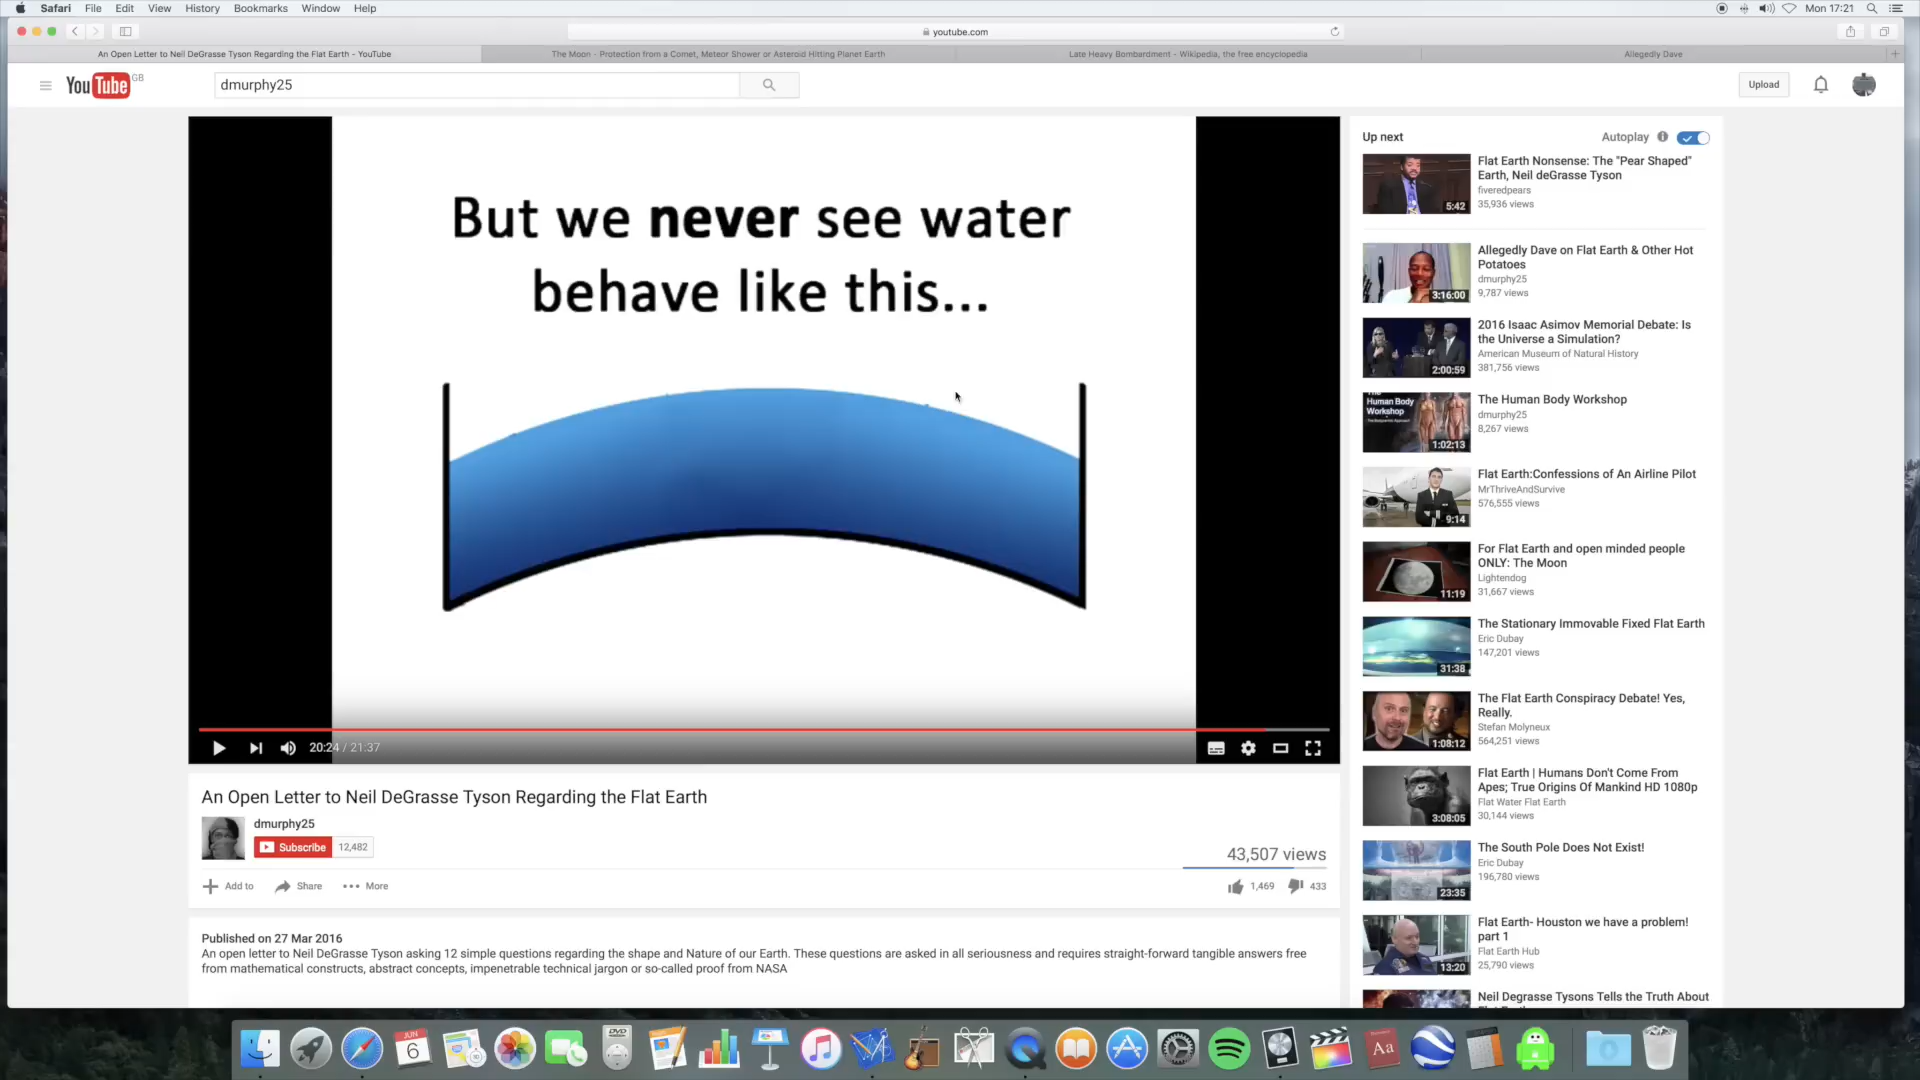 Safari File Edit View History Bookmarks Window Help Mon 17:21
youtube.com
An Open Letter to Neil DeGrasse Tyson Regarding the Flat Earth - YouTube
The Moon - Protection from a Comet, Meteor Shower or Asteroid Hitting Planet Earth
Late Heavy Bombardment - Wikipedia, the free encyclopedia
Allegedly Dave
YouTube GB
dmurphy25
Upload
But we never see water
behave like this...
20:24 / 21:37
An Open Letter to Neil DeGrasse Tyson Regarding the Flat Earth
dmurphy25
Subscribe 12,482
43,507 views
Add to Share More
1,469 433
Published on 27 Mar 2016
An open letter to Neil DeGrasse Tyson asking 12 simple questions regarding the shape and Nature of our Earth. These questions are asked in all seriousness and requires straight-forward tangible answers free
from mathematical constructs, abstract concepts, impenetrable technical jargon or so-called proof from NASA
Up next
Autoplay
Flat Earth Nonsense: The "Pear Shaped"
Earth, Neil deGrasse Tyson
fiveredpears
35,936 views
5:42
Allegedly Dave on Flat Earth & Other Hot
Potatoes
dmurphy25
9,787 views
3:16:00
2016 Isaac Asimov Memorial Debate: Is
the Universe a Simulation?
American Museum of Natural History
381,756 views
2:00:59
The Human Body Workshop
dmurphy25
8,267 views
Human Body
Workshop
1:02:13
Flat Earth:Confessions of An Airline Pilot
MrThriveAndSurvive
576,555 views
9:14
For Flat Earth and open minded people
ONLY: The Moon
Lightendog
31,667 views
11:19
The Stationary Immovable Fixed Flat Earth
Eric Dubay
147,201 views
31:38
The Flat Earth Conspiracy Debate! Yes,
Really.
Stefan Molyneux
564,251 views
1:08:12
Flat Earth | Humans Don't Come From
Apes; True Origins Of Mankind HD 1080p
Flat Water Flat Earth
30,144 views
3:08:05
The South Pole Does Not Exist!
Eric Dubay
196,780 views
23:35
Flat Earth- Houston we have a problem!
part 1
Flat Earth Hub
25,790 views
13:20
Neil Degrasse Tysons Tells the Truth About
JUN
6
DVD
Aa